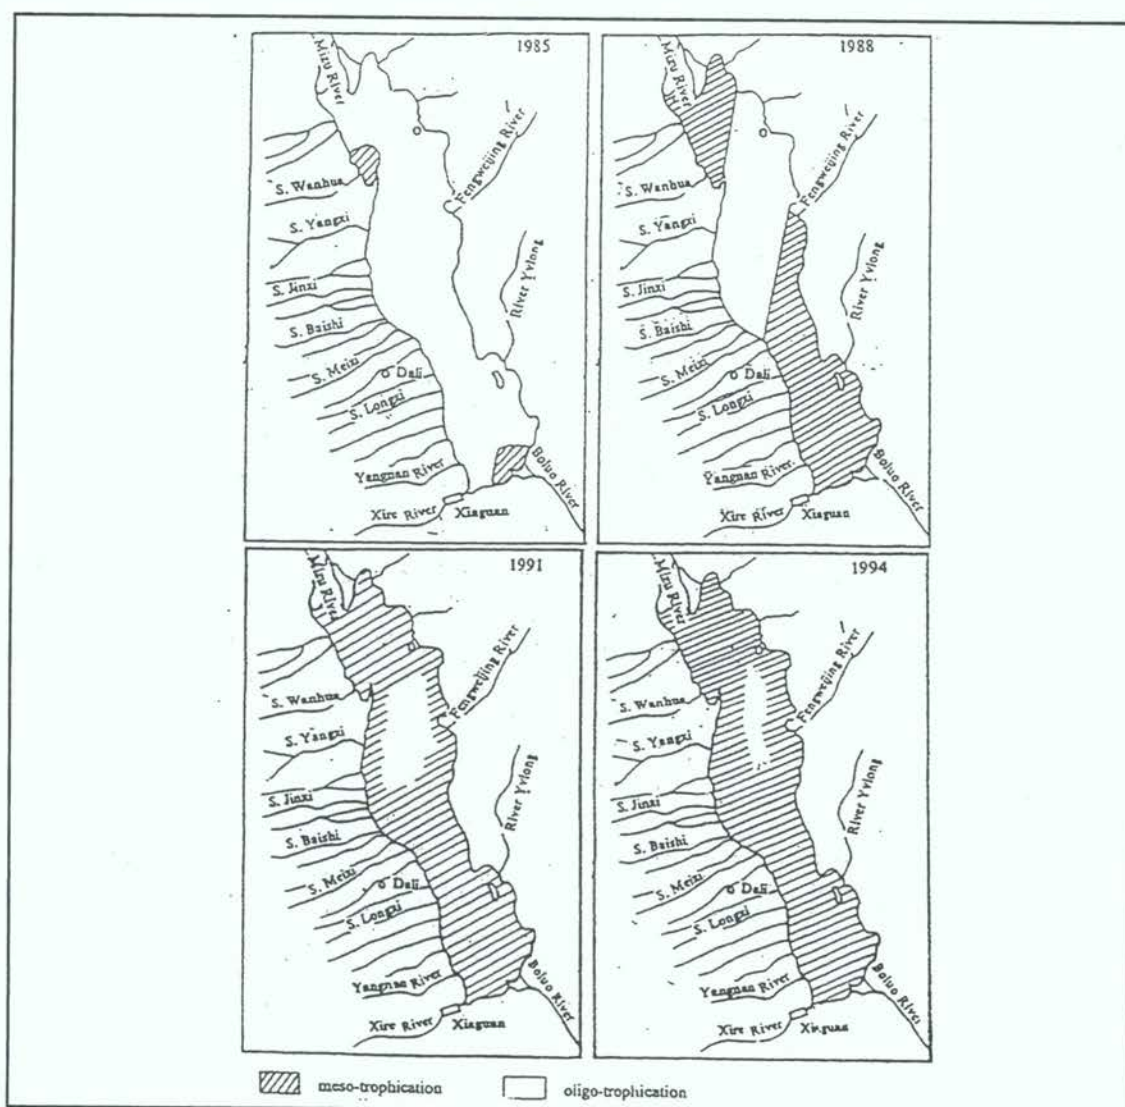 1985
Mizu River
Fengweijing River
S. Wanhua
S. Yangxi
River Yvlong
S. Jinxi
S. Baishi
S. Meixi
Dali
S. Longxi
Yangnan River
Boluo River
Xire River
Xiaguan
1988
Mizu River
Fengweijing River
S. Wanhua
S. Yangxi
River Yvlong
S. Jinxi
S. Baishi
S. Meixi
Dali
S. Longxi
Yangnan River
Boluo River
Xire River
Xiaguan
1991
Mizu River
Fengweijing River
S. Wanhua
S. Yangxi
River Yvlong
S. Jinxi
S. Baishi
S. Meixi
Dali
S. Longxi
Yangnan River
Boluo River
Xire River
Xiaguan
1994
Mizu River
Fengweijing River
S. Wanhua
S. Yangxi
River Yvlong
S. Jinxi
S. Baishi
S. Meixi
Dali
S. Longxi
Yangnan River
Boluo River
Xire River
Xiaguan
meso-trophication
oligo-trophication